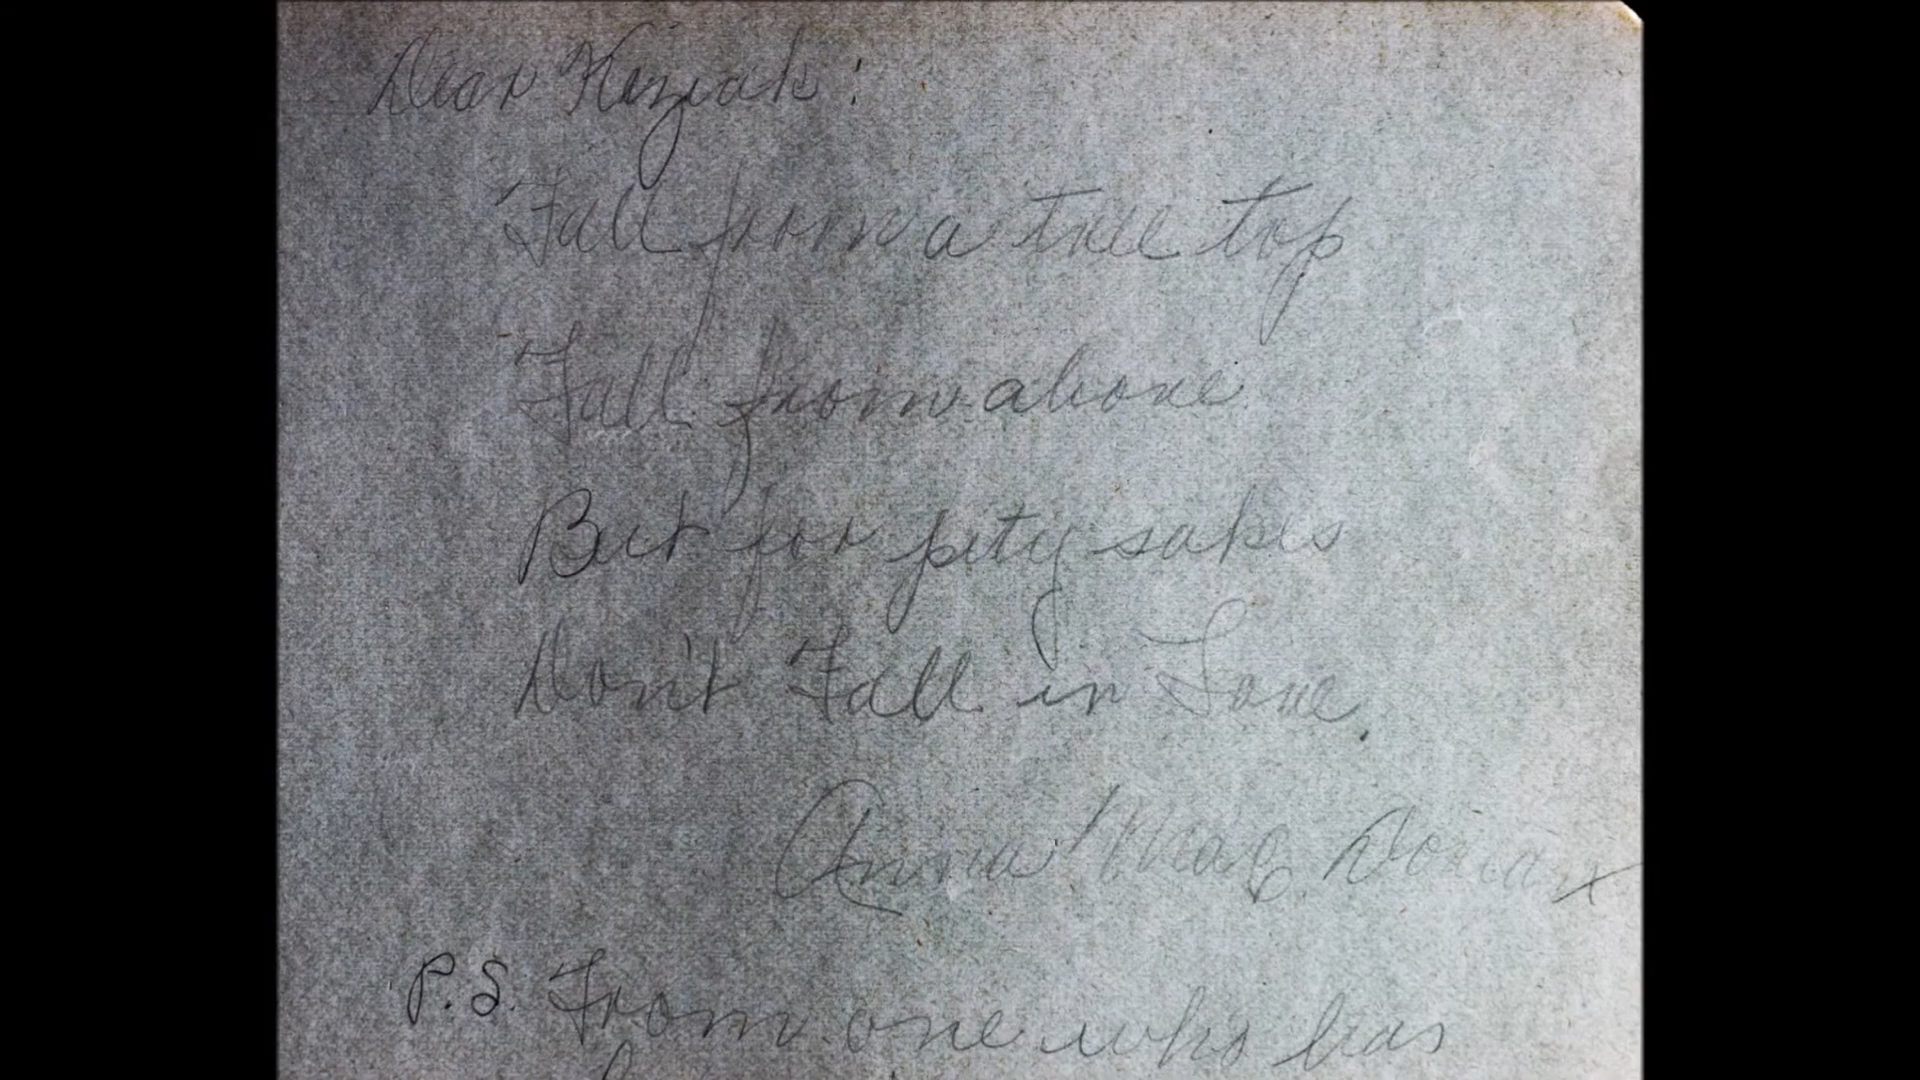 Dear Keziah:
Fall from a tree top
Fall from above
But for pity sakes
Don't Fall in Love.
Anna Mae
P.S. From one who has